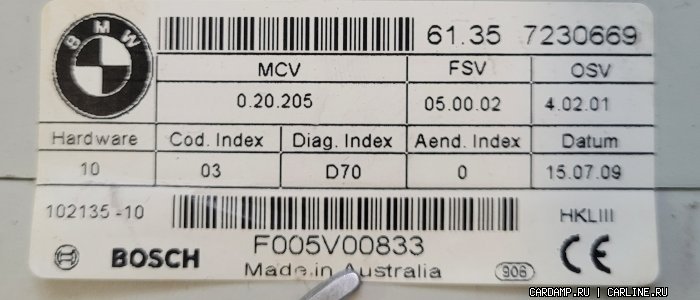 BMW
61.35 7230669
MCV FSV OSV
0.20.205 05.00.02 4.02.01
Hardware Cod. Index Diag. Index Aend. Index Datum
10 03 D70 0 15.07.09
102135-10 HKLIII
F005V00833
BOSCH
Made in Australia 906
CE
CARDAMP.RU | CARLINE.RU